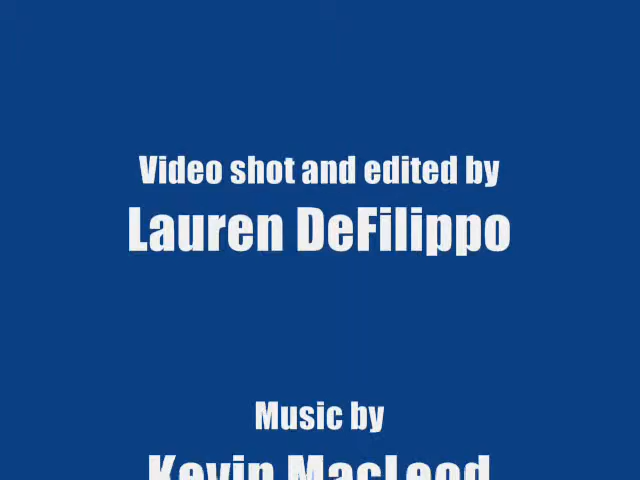 Video shot and edited by
Lauren DeFilippo
Music by
Kevin MacLeod